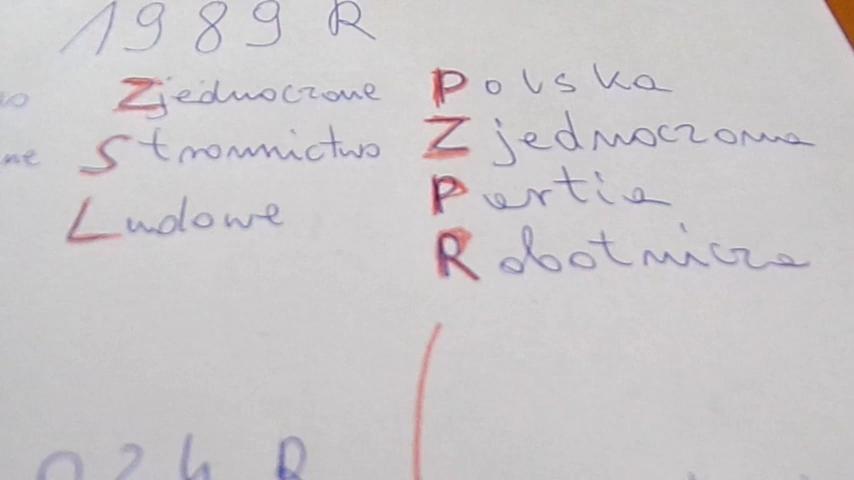 1989 R
Zjednoczone
Stronnictwo
Ludowe
Polska
Zjednoczona
Partia
Robotnicza